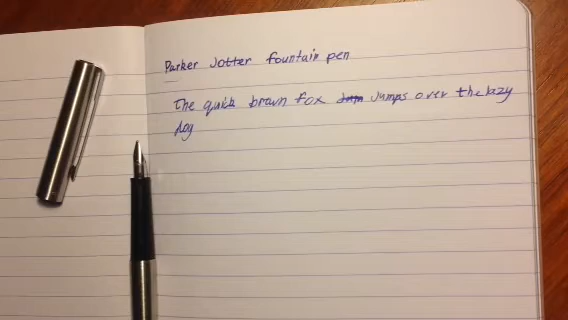 Parker Jotter fountain pen
The quick brown fox jumps over the lazy
dog